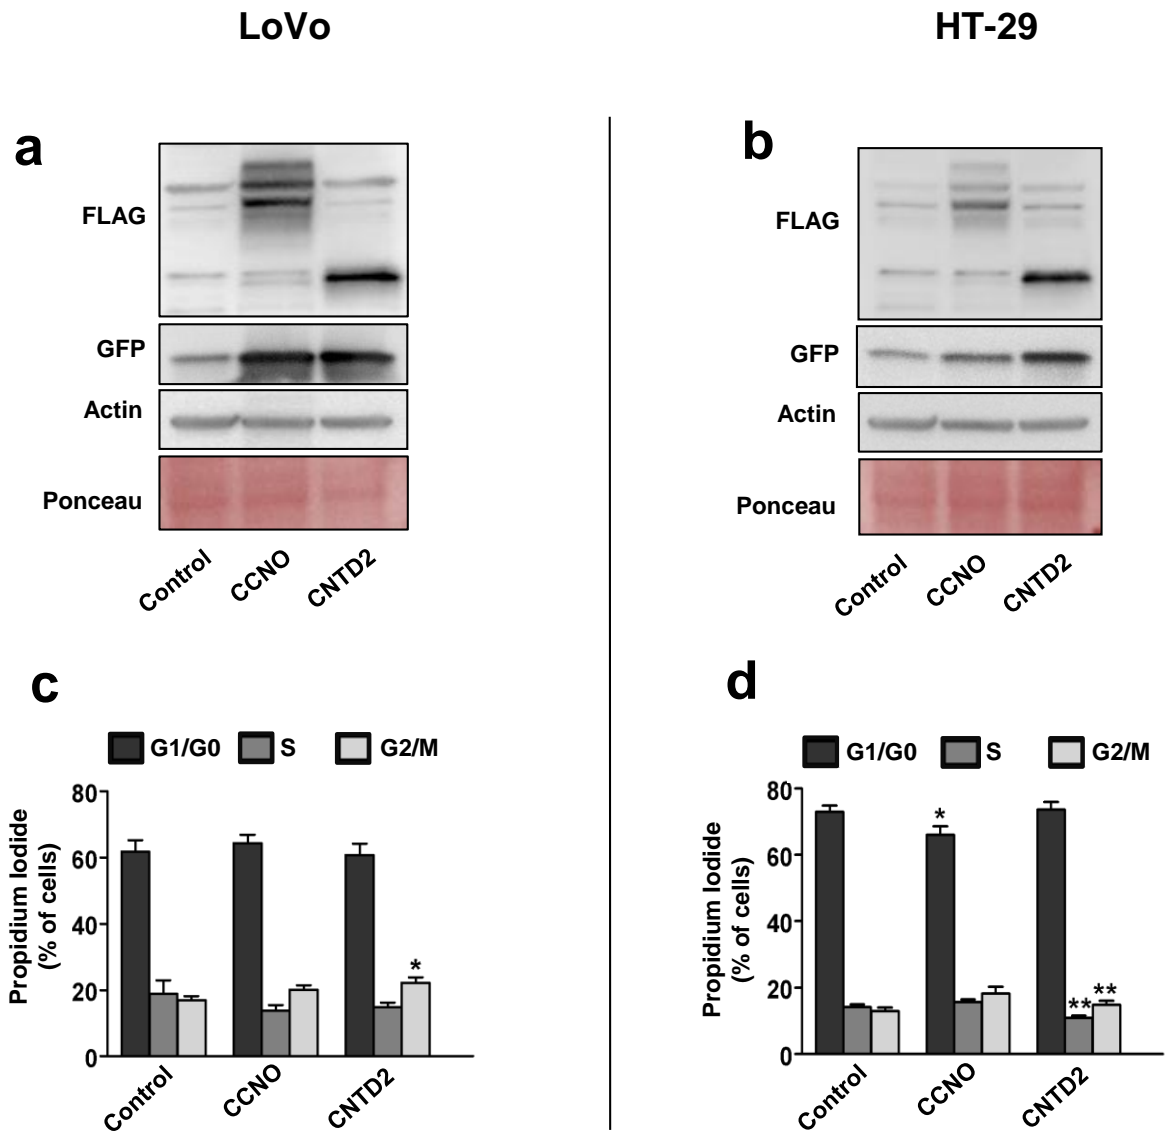 LoVo
HT-29
a
FLAG
GFP
Actin
Ponceau
Control CCNO CNTD2
b
FLAG
GFP
Actin
Ponceau
Control CCNO CNTD2
c
G1/G0 S G2/M
Propidium Iodide
(% of cells)
80
60
40
20
0
*
Control CCNO CNTD2
d
G1/G0 S G2/M
Propidium Iodide
(% of cells)
80
60
40
20
0
*
** **
Control CCNO CNTD2